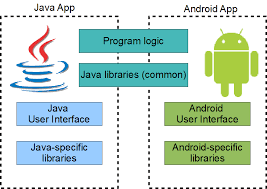 Java App
Android App
Program logic
Java libraries (common)
Java
User Interface
Android
User Interface
Java-specific
libraries
Android-specific
libraries